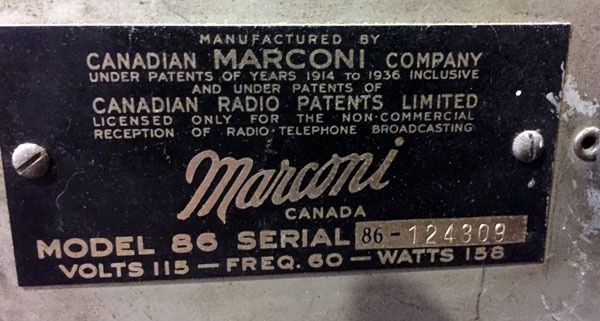 MANUFACTURED BY
CANADIAN MARCONI COMPANY
UNDER PATENTS OF YEARS 1914 TO 1936 INCLUSIVE
AND UNDER PATENTS OF
CANADIAN RADIO PATENTS LIMITED
LICENSED ONLY FOR THE NON-COMMERCIAL
RECEPTION OF RADIO-TELEPHONE BROADCASTING
Marconi
CANADA
MODEL 86 SERIAL 86-124309
VOLTS 115 — FREQ. 60 — WATTS 158